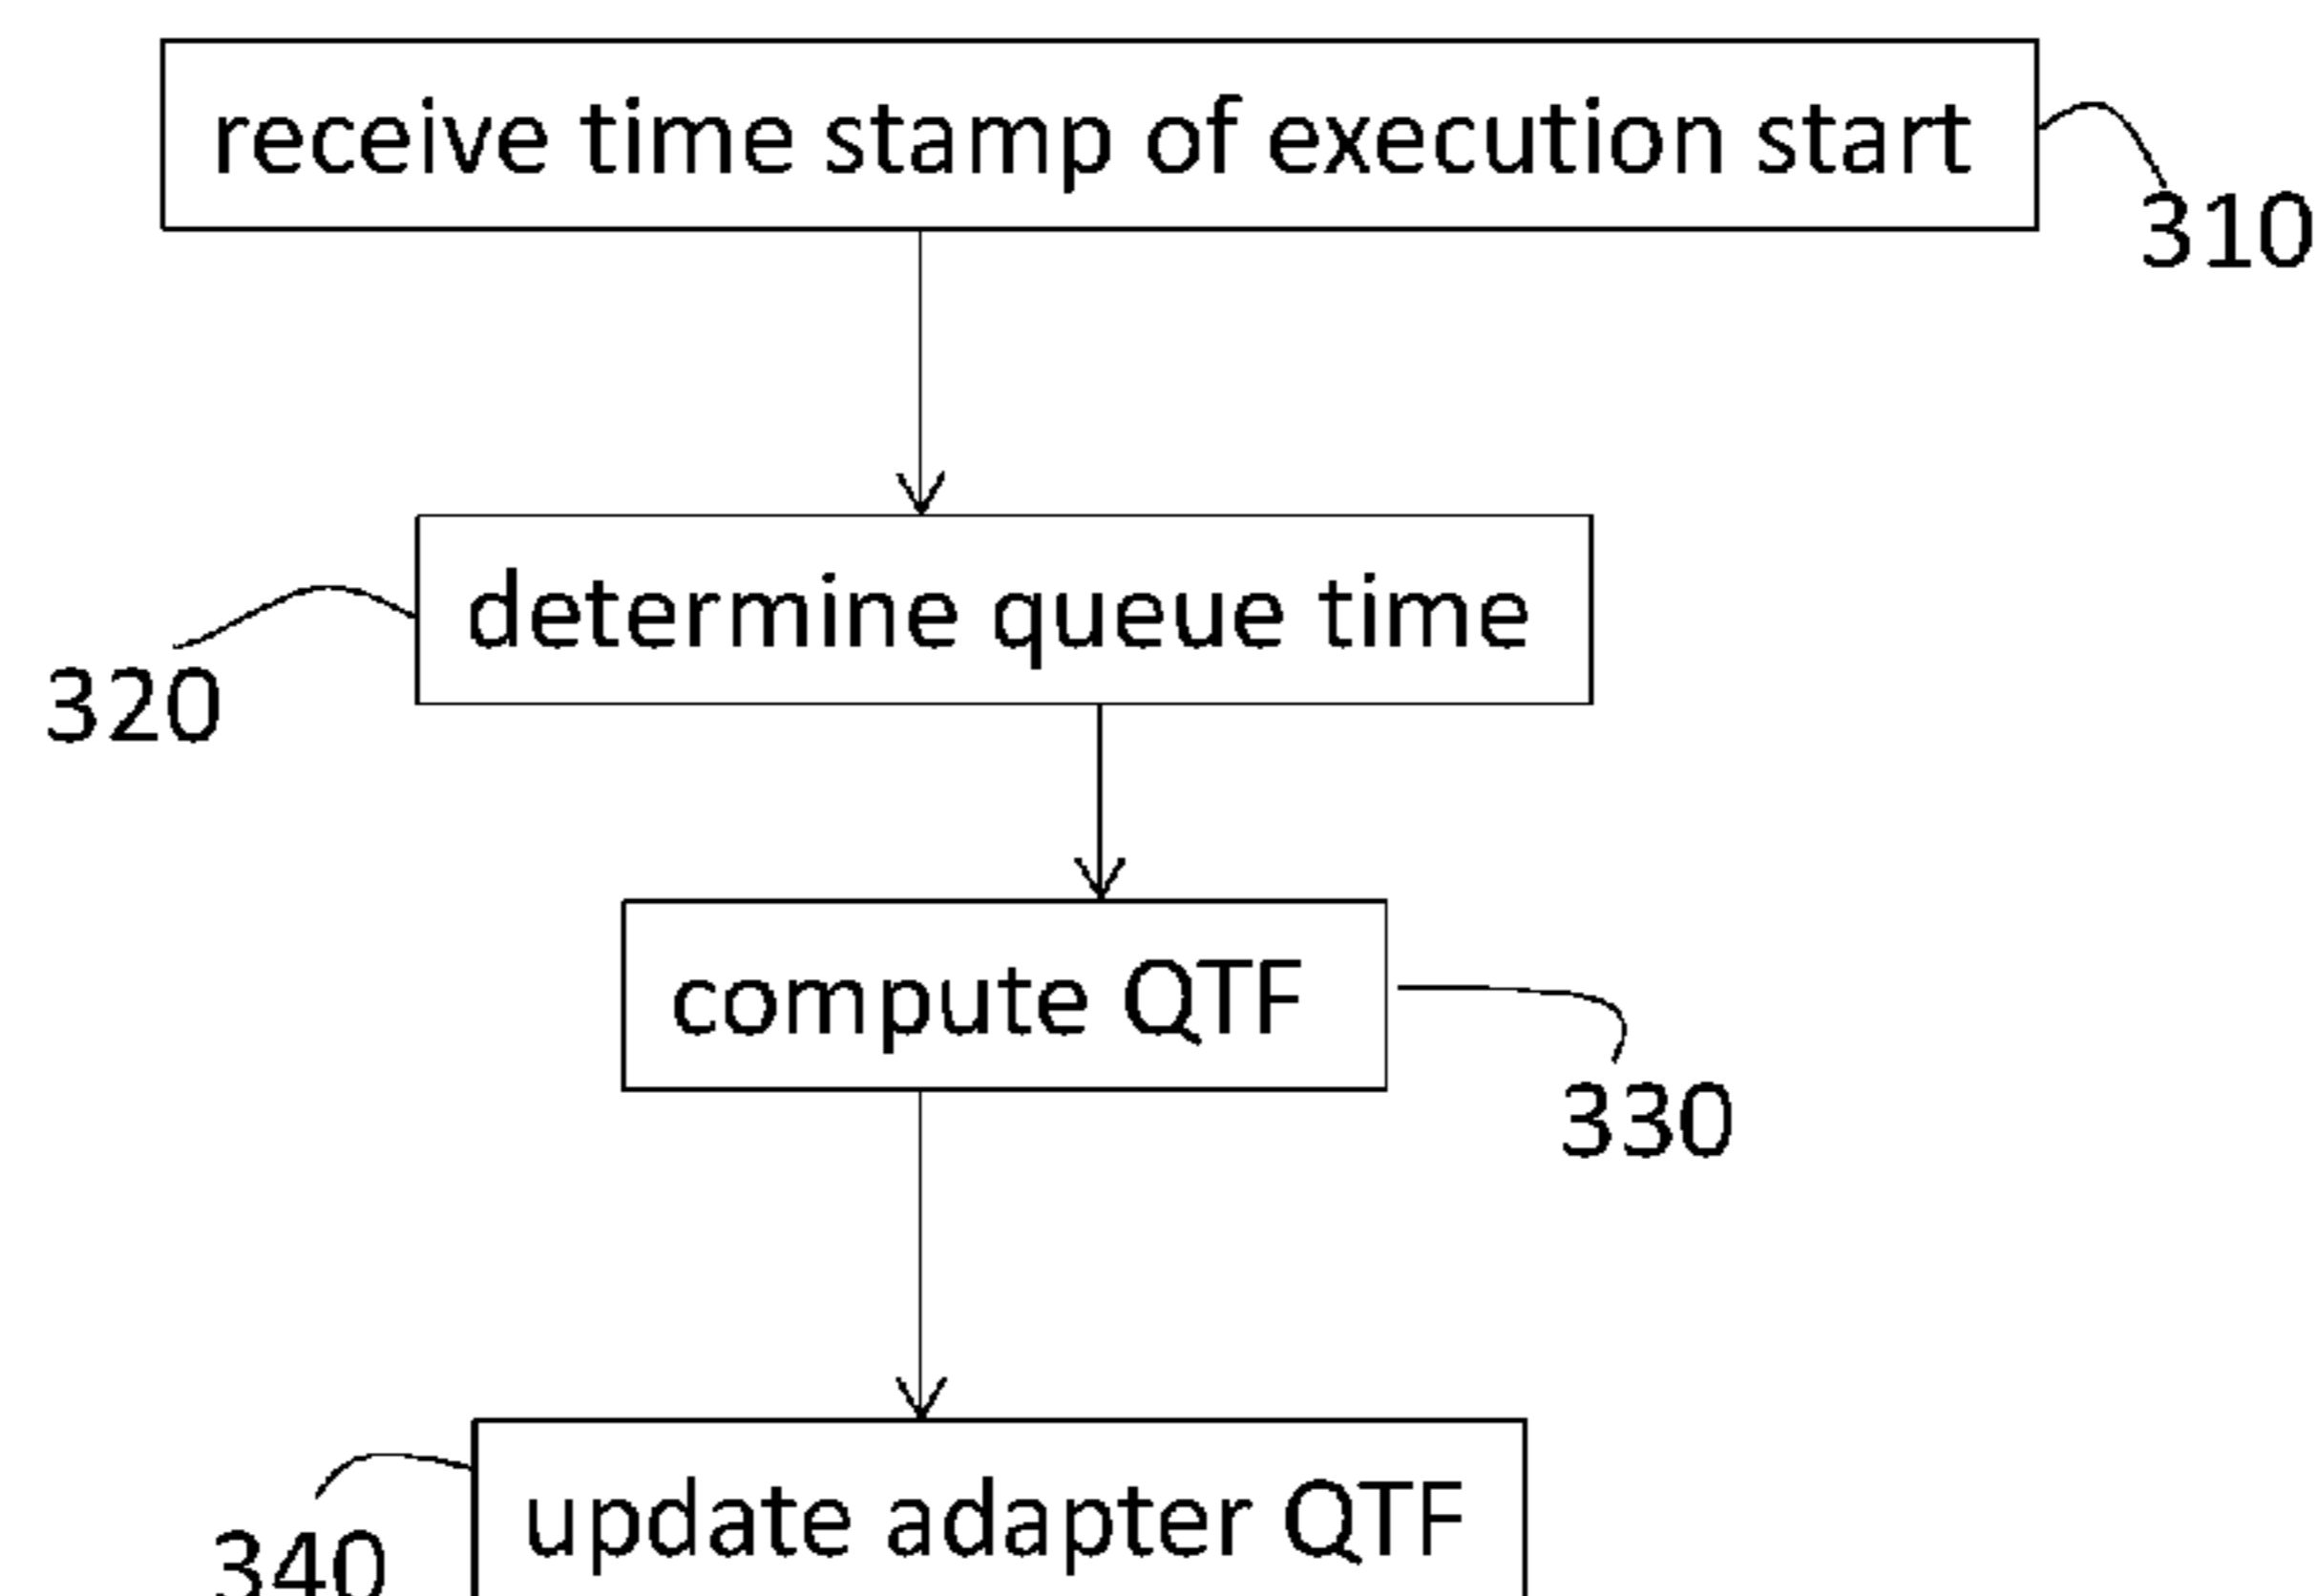 receive time stamp of execution start
310
determine queue time
320
compute QTF
330
update adapter QTF
340